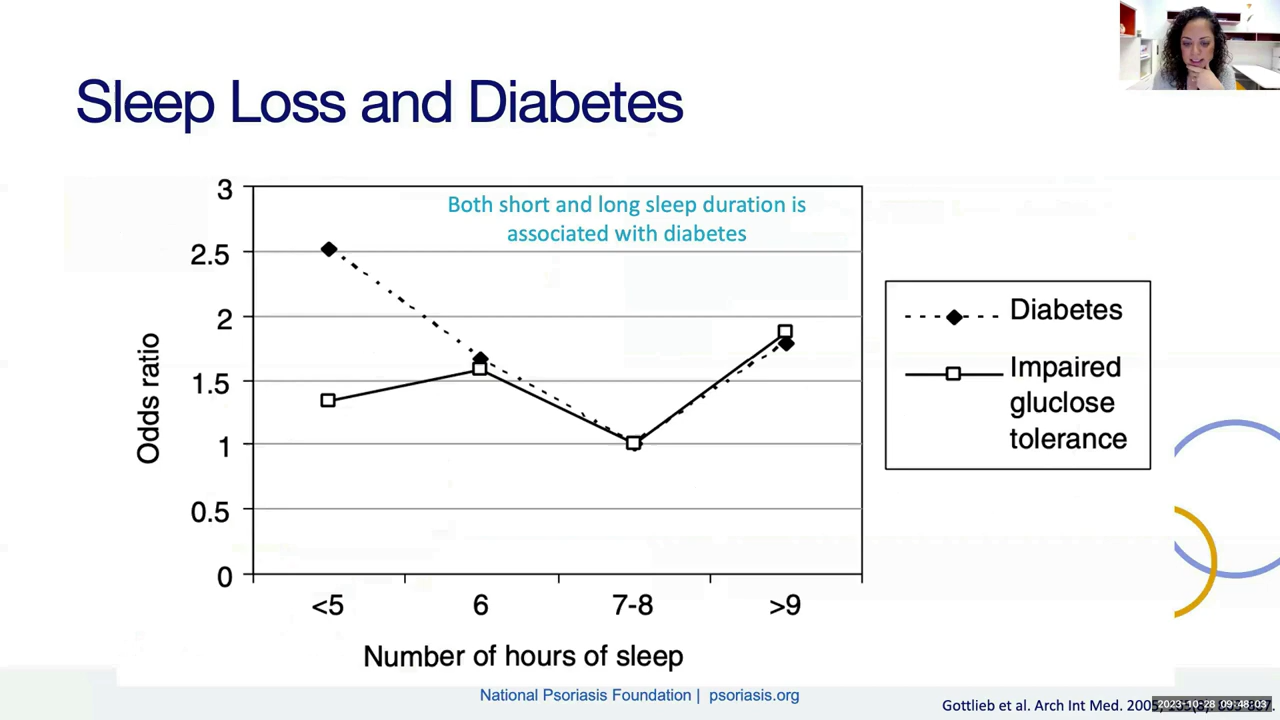 Sleep Loss and Diabetes
Both short and long sleep duration is
associated with diabetes
3
2.5
2
1.5
1
0.5
0
Odds ratio
<5
6
7-8
>9
Number of hours of sleep
Diabetes
Impaired
gluclose
tolerance
National Psoriasis Foundation | psoriasis.org
Gottlieb et al. Arch Int Med. 2005
2023-10-28 09:48:03